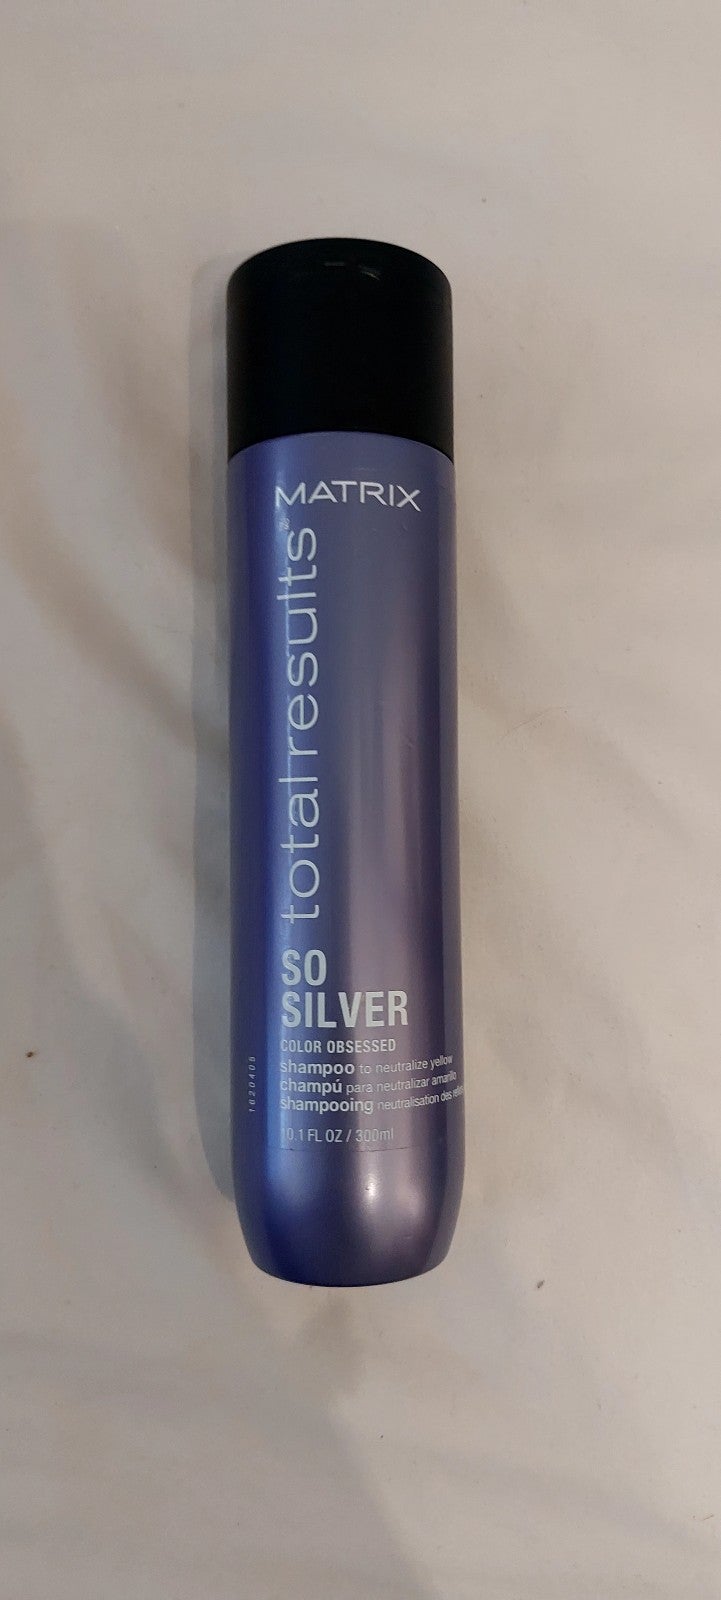 MATRIX
total results
SO
SILVER
COLOR OBSESSED
shampoo to neutralize yellow
champú para neutralizar amarillo
shampooing neutralisation des
10.1 FL OZ / 300ml
1620405